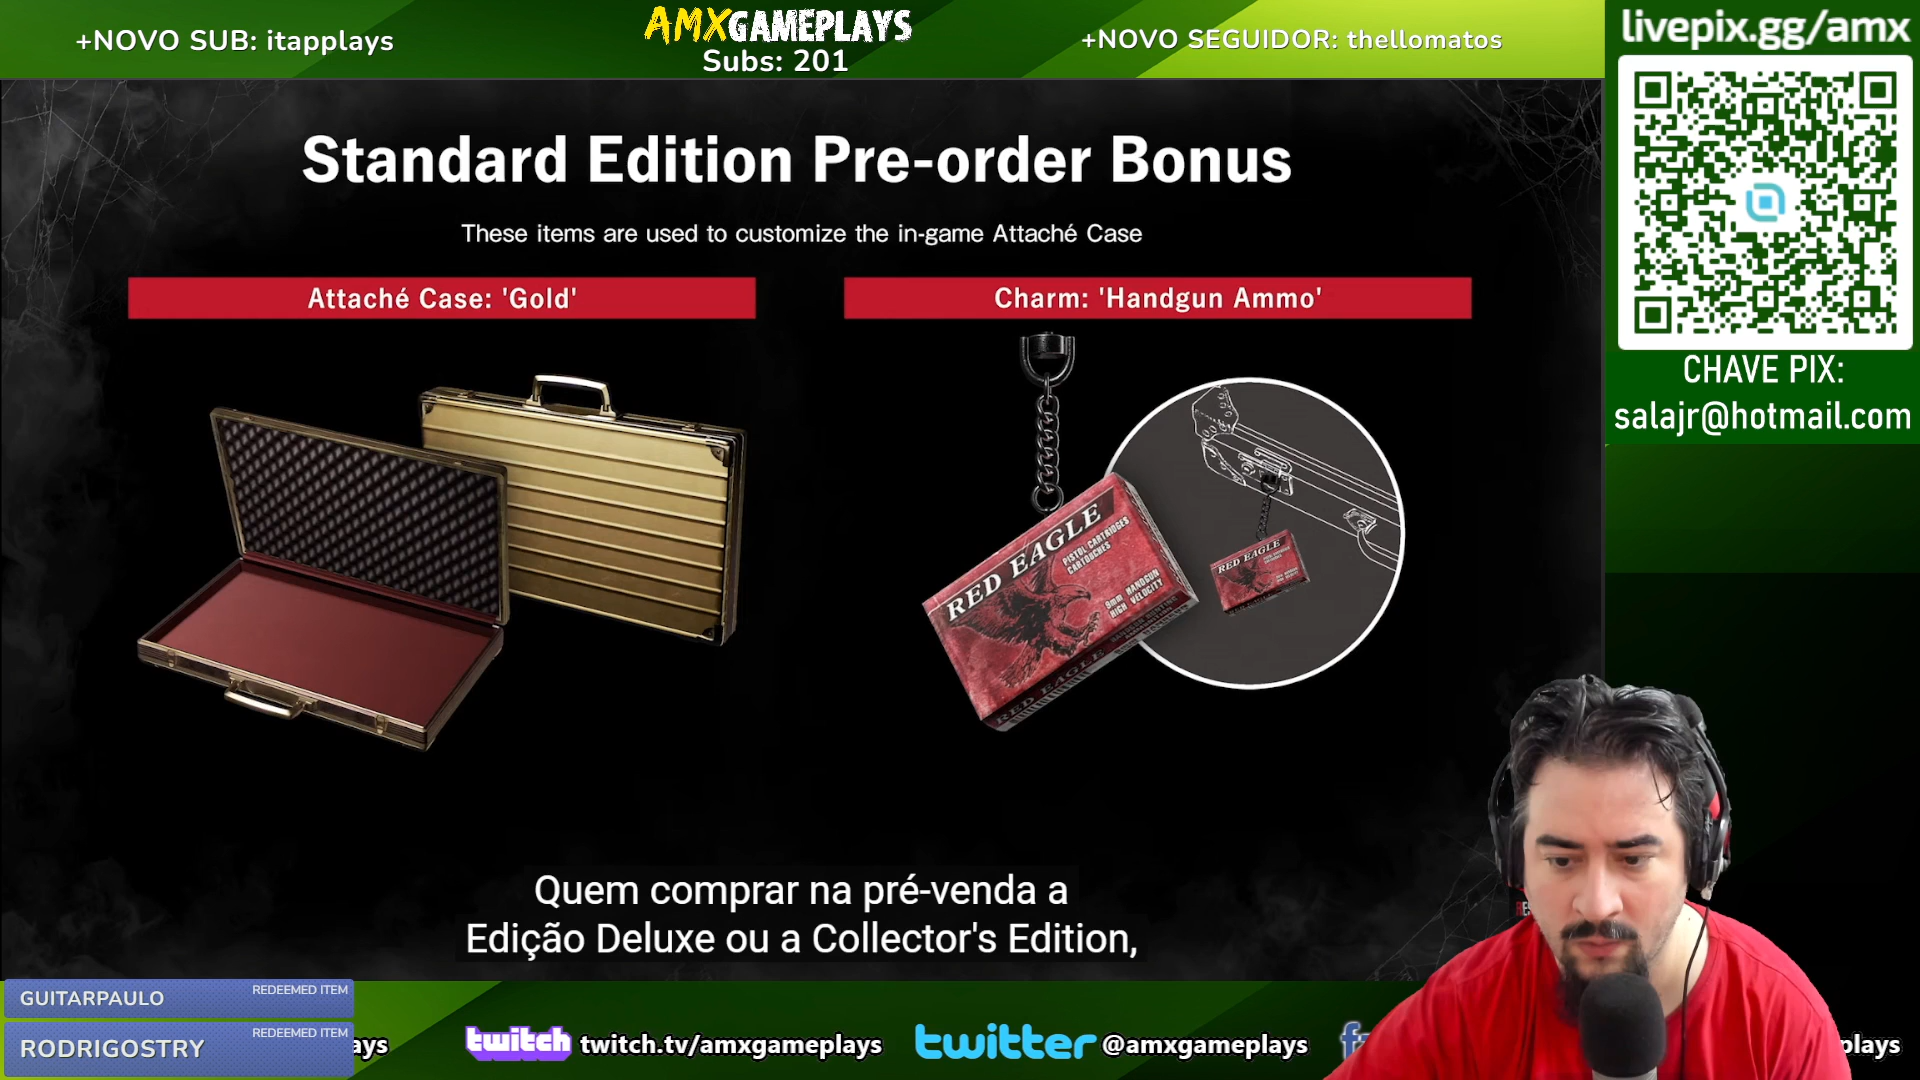 +NOVO SUB: itapplays
AMXGAMEPLAYS
Subs: 201
+NOVO SEGUIDOR: thellomatos
livepix.gg/amx
CHAVE PIX:
salajr@hotmail.com
Standard Edition Pre-order Bonus
These items are used to customize the in-game Attaché Case
Attaché Case: 'Gold'
Charm: 'Handgun Ammo'
RED EAGLE
PISTOL CARTRIDGES
CARTOUCHES
9mm HANDGUN
HIGH VELOCITY
RED EAGLE
RED EAGLE
Quem comprar na pré-venda a
Edição Deluxe ou a Collector's Edition,
GUITARPAULO
REDEEMED ITEM
RODRIGOSTRY
REDEEMED ITEM
ays
twitch twitch.tv/amxgameplays
twitter @amxgameplays
f
plays